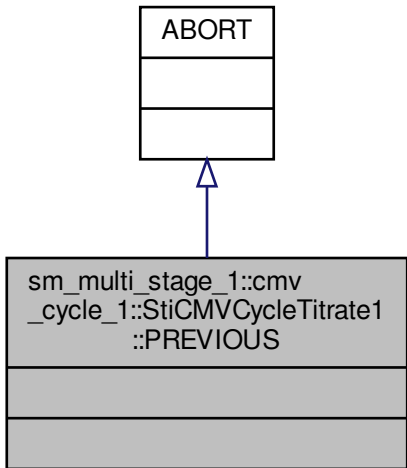 ABORT
sm_multi_stage_1::cmv
_cycle_1::StiCMVCycleTitrate1
::PREVIOUS